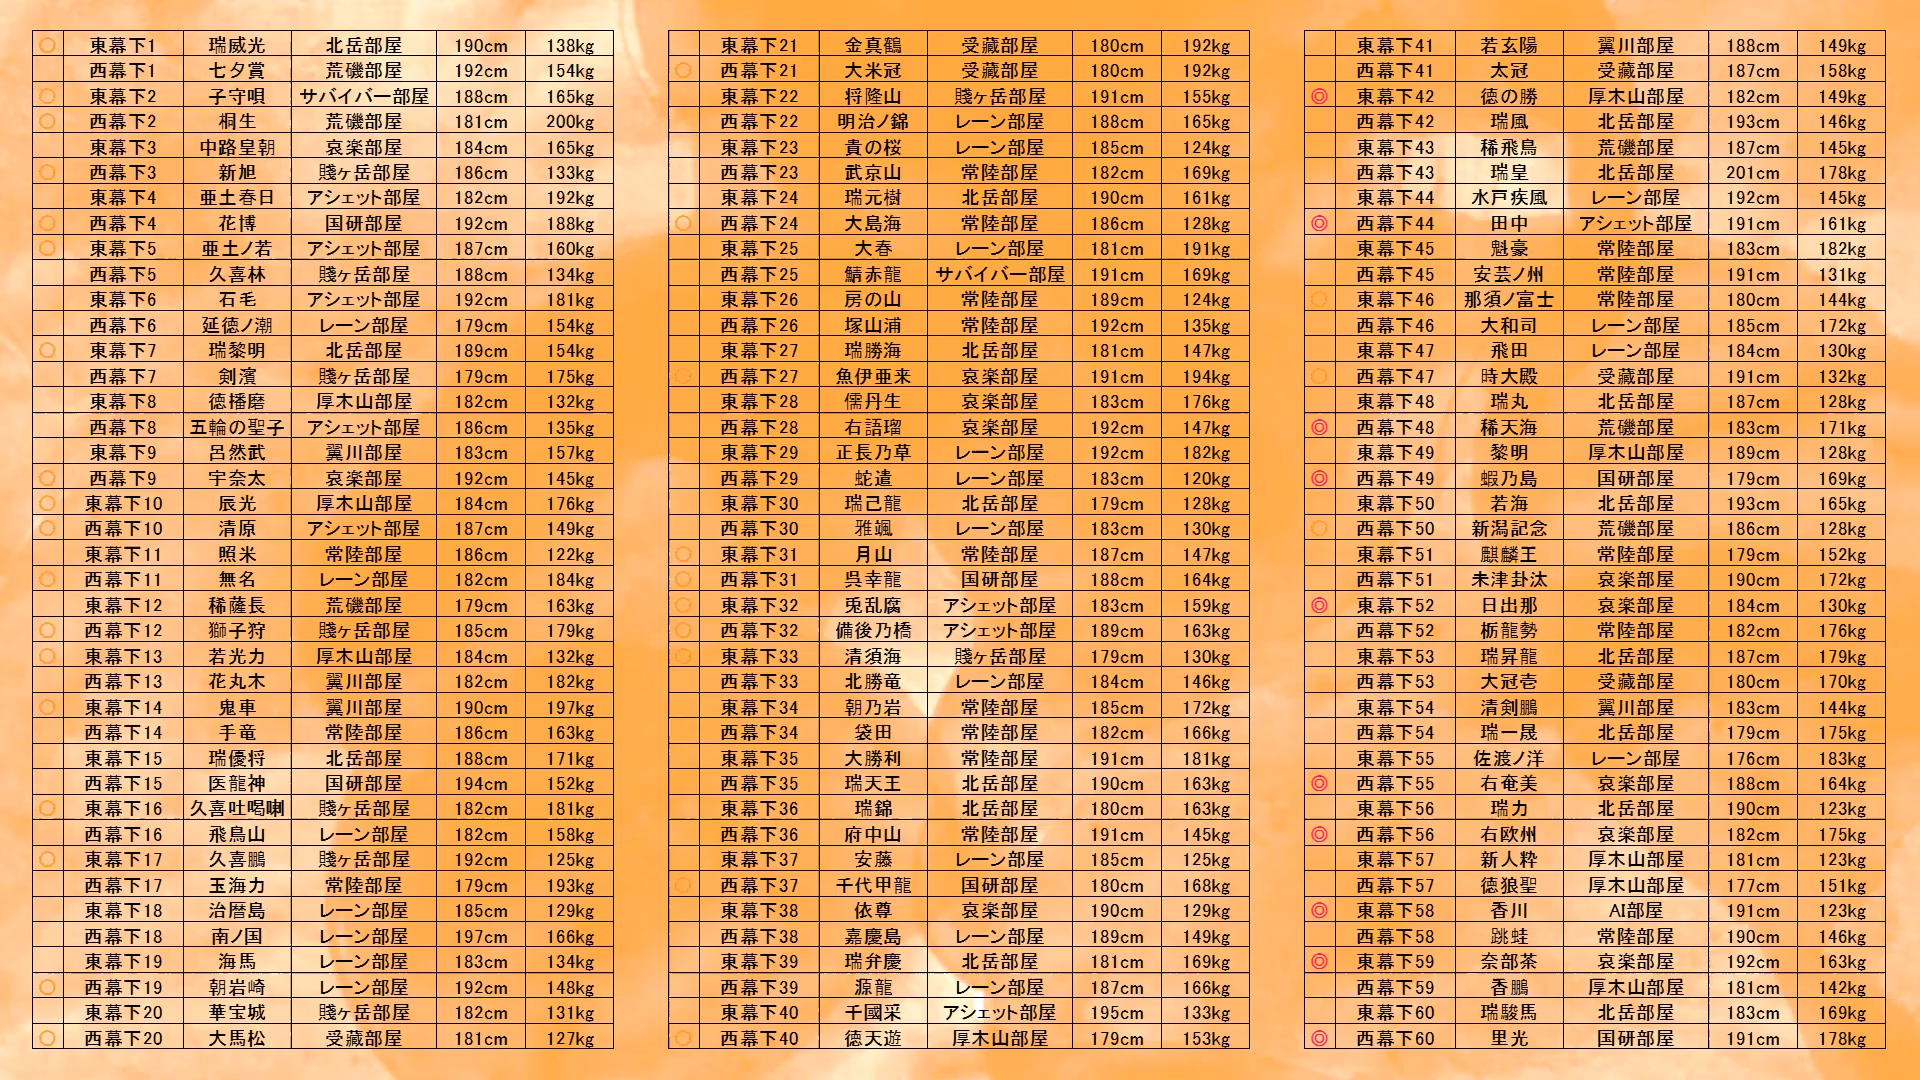 ○ 東幕下1 瑞威光 北岳部屋 190cm 138kg
西幕下1 七夕賞 荒磯部屋 192cm 154kg
○ 東幕下2 子守唄 サバイバー部屋 188cm 165kg
○ 西幕下2 桐生 荒磯部屋 181cm 200kg
東幕下3 中路皇朝 哀楽部屋 184cm 165kg
○ 西幕下3 新旭 賤ヶ岳部屋 186cm 133kg
東幕下4 亜土春日 アシェット部屋 182cm 192kg
○ 西幕下4 花博 国研部屋 192cm 188kg
○ 東幕下5 亜土ノ若 アシェット部屋 187cm 160kg
西幕下5 久喜林 賤ヶ岳部屋 188cm 134kg
東幕下6 石毛 アシェット部屋 192cm 181kg
西幕下6 延徳ノ潮 レーン部屋 179cm 154kg
○ 東幕下7 瑞黎明 北岳部屋 189cm 154kg
西幕下7 剣濱 賤ヶ岳部屋 179cm 175kg
東幕下8 徳播磨 厚木山部屋 182cm 132kg
西幕下8 五輪の聖子 アシェット部屋 186cm 135kg
東幕下9 呂然武 翼川部屋 183cm 157kg
○ 西幕下9 宇奈太 哀楽部屋 192cm 145kg
○ 東幕下10 辰光 厚木山部屋 184cm 176kg
○ 西幕下10 清原 アシェット部屋 187cm 149kg
東幕下11 照米 常陸部屋 186cm 122kg
○ 西幕下11 無名 レーン部屋 182cm 184kg
東幕下12 稀薩長 荒磯部屋 179cm 163kg
○ 西幕下12 獅子狩 賤ヶ岳部屋 185cm 179kg
○ 東幕下13 若光力 厚木山部屋 184cm 132kg
西幕下13 花丸木 翼川部屋 182cm 182kg
○ 東幕下14 鬼車 翼川部屋 190cm 197kg
西幕下14 手竜 常陸部屋 186cm 163kg
東幕下15 瑞優将 北岳部屋 188cm 171kg
西幕下15 医龍神 国研部屋 194cm 152kg
○ 東幕下16 久喜吐喝喇 賤ヶ岳部屋 182cm 181kg
西幕下16 飛鳥山 レーン部屋 182cm 158kg
○ 東幕下17 久喜鵬 賤ヶ岳部屋 192cm 125kg
西幕下17 玉海力 常陸部屋 179cm 193kg
東幕下18 治暦島 レーン部屋 185cm 129kg
西幕下18 南ノ国 レーン部屋 197cm 166kg
東幕下19 海馬 レーン部屋 183cm 134kg
○ 西幕下19 朝岩崎 レーン部屋 192cm 148kg
東幕下20 華宝城 賤ヶ岳部屋 182cm 131kg
○ 西幕下20 大馬松 受蔵部屋 181cm 127kg
東幕下21 金真鶴 受蔵部屋 180cm 192kg
○ 西幕下21 大米冠 受蔵部屋 180cm 192kg
東幕下22 将隆山 賤ヶ岳部屋 191cm 155kg
西幕下22 明治ノ錦 レーン部屋 188cm 165kg
東幕下23 貴の桜 レーン部屋 185cm 124kg
西幕下23 武京山 常陸部屋 182cm 169kg
東幕下24 瑞元樹 北岳部屋 190cm 161kg
○ 西幕下24 大島海 常陸部屋 186cm 128kg
東幕下25 大春 レーン部屋 181cm 191kg
西幕下25 鯖赤龍 サバイバー部屋 191cm 169kg
東幕下26 房の山 常陸部屋 189cm 124kg
西幕下26 塚山浦 常陸部屋 192cm 135kg
東幕下27 瑞勝海 北岳部屋 181cm 147kg
○ 西幕下27 魚伊亜来 哀楽部屋 191cm 194kg
東幕下28 儒丹生 哀楽部屋 183cm 176kg
西幕下28 右語瑠 哀楽部屋 192cm 147kg
東幕下29 正長乃草 レーン部屋 192cm 182kg
西幕下29 蛇遣 レーン部屋 183cm 120kg
東幕下30 瑞己龍 北岳部屋 179cm 128kg
西幕下30 雅颯 レーン部屋 183cm 130kg
○ 東幕下31 月山 常陸部屋 187cm 147kg
○ 西幕下31 呉幸龍 国研部屋 188cm 164kg
○ 東幕下32 兎乱腐 アシェット部屋 183cm 159kg
○ 西幕下32 備後乃橋 アシェット部屋 189cm 163kg
○ 東幕下33 清須海 賤ヶ岳部屋 179cm 130kg
西幕下33 北勝竜 レーン部屋 184cm 146kg
東幕下34 朝乃岩 常陸部屋 185cm 172kg
西幕下34 袋田 常陸部屋 182cm 166kg
東幕下35 大勝利 常陸部屋 191cm 181kg
西幕下35 瑞天王 北岳部屋 190cm 163kg
東幕下36 瑞錦 北岳部屋 180cm 163kg
西幕下36 府中山 常陸部屋 191cm 145kg
東幕下37 安藤 レーン部屋 185cm 125kg
○ 西幕下37 千代甲龍 国研部屋 180cm 168kg
東幕下38 依尊 哀楽部屋 190cm 129kg
西幕下38 嘉慶島 レーン部屋 189cm 149kg
東幕下39 瑞弁慶 北岳部屋 181cm 169kg
西幕下39 源龍 レーン部屋 187cm 166kg
東幕下40 千國采 アシェット部屋 195cm 133kg
○ 西幕下40 徳天遊 厚木山部屋 179cm 153kg
東幕下41 若玄陽 翼川部屋 188cm 149kg
西幕下41 太冠 受蔵部屋 187cm 158kg
◎ 東幕下42 徳の勝 厚木山部屋 182cm 149kg
西幕下42 瑞風 北岳部屋 193cm 146kg
東幕下43 稀飛鳥 荒磯部屋 187cm 145kg
西幕下43 瑞皇 北岳部屋 201cm 178kg
東幕下44 水戸疾風 レーン部屋 192cm 145kg
◎ 西幕下44 田中 アシェット部屋 191cm 161kg
東幕下45 魁豪 常陸部屋 183cm 182kg
西幕下45 安芸ノ州 常陸部屋 191cm 131kg
○ 東幕下46 那須ノ富士 常陸部屋 180cm 144kg
西幕下46 大和司 レーン部屋 185cm 172kg
東幕下47 飛田 レーン部屋 184cm 130kg
○ 西幕下47 時大殿 受蔵部屋 191cm 132kg
東幕下48 瑞丸 北岳部屋 187cm 128kg
◎ 西幕下48 稀天海 荒磯部屋 183cm 171kg
東幕下49 黎明 厚木山部屋 189cm 128kg
◎ 西幕下49 蝦乃島 国研部屋 179cm 169kg
東幕下50 若海 北岳部屋 193cm 165kg
○ 西幕下50 新潟記念 荒磯部屋 186cm 128kg
東幕下51 麒麟王 常陸部屋 179cm 152kg
西幕下51 未津卦汰 哀楽部屋 190cm 172kg
◎ 東幕下52 日出那 哀楽部屋 184cm 130kg
西幕下52 栃龍勢 常陸部屋 182cm 176kg
東幕下53 瑞昇龍 北岳部屋 187cm 179kg
西幕下53 大冠壱 受蔵部屋 180cm 170kg
東幕下54 清剣鵬 翼川部屋 183cm 144kg
西幕下54 瑞一晟 北岳部屋 179cm 175kg
東幕下55 佐渡ノ洋 レーン部屋 176cm 183kg
◎ 西幕下55 右奄美 哀楽部屋 188cm 164kg
東幕下56 瑞力 北岳部屋 190cm 123kg
◎ 西幕下56 右欧州 哀楽部屋 182cm 175kg
東幕下57 新人粋 厚木山部屋 181cm 123kg
西幕下57 徳狼聖 厚木山部屋 177cm 151kg
◎ 東幕下58 香川 AI部屋 191cm 123kg
西幕下58 跳蛙 常陸部屋 190cm 146kg
◎ 東幕下59 奈部茶 哀楽部屋 192cm 163kg
西幕下59 香鵬 厚木山部屋 181cm 142kg
東幕下60 瑞駿馬 北岳部屋 183cm 169kg
◎ 西幕下60 里光 国研部屋 191cm 178kg